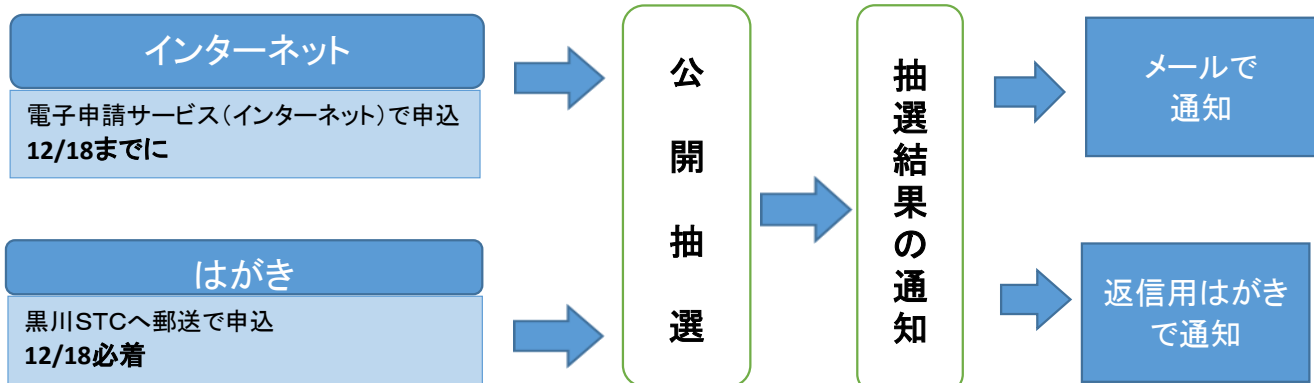 インターネット
電子申請サービス(インターネット)で申込
12/18までに
はがき
黒川STCへ郵送で申込
12/18必着
公開抽選
抽選結果の通知
メールで
通知
返信用はがき
で通知